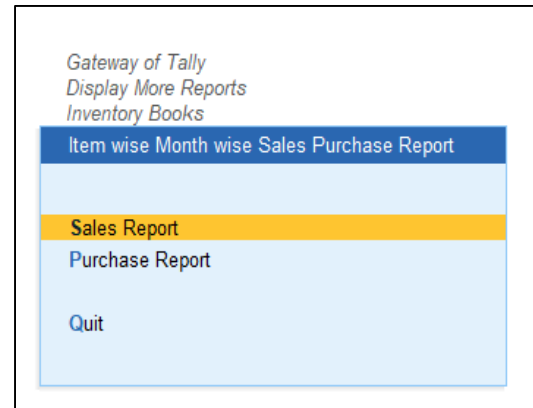 Gateway of Tally
Display More Reports
Inventory Books
Item wise Month wise Sales Purchase Report
Sales Report
Purchase Report
Quit